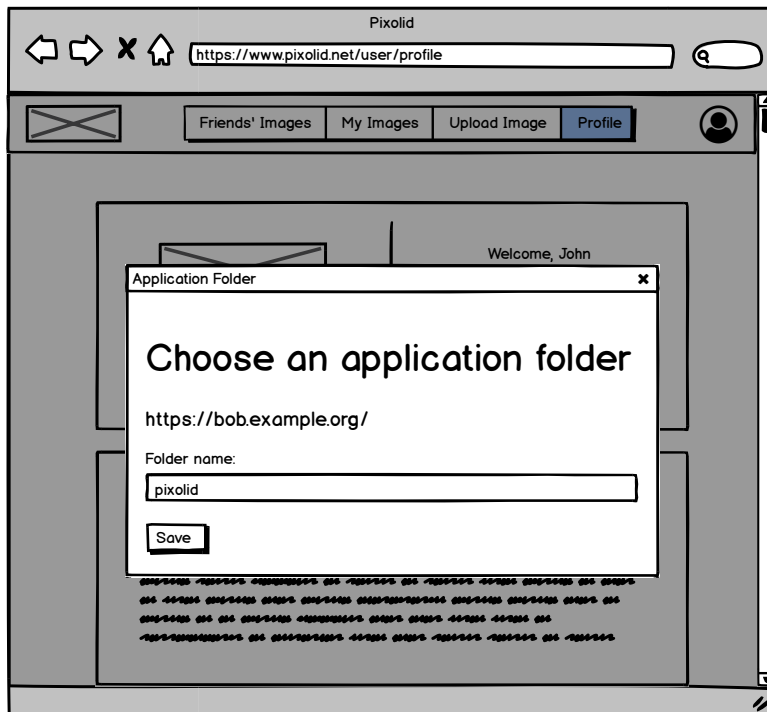 Pixolid
https://www.pixolid.net/user/profile
Friends' Images My Images Upload Image Profile
Welcome, John
Application Folder
Choose an application folder
https://bob.example.org/
Folder name:
pixolid
Save